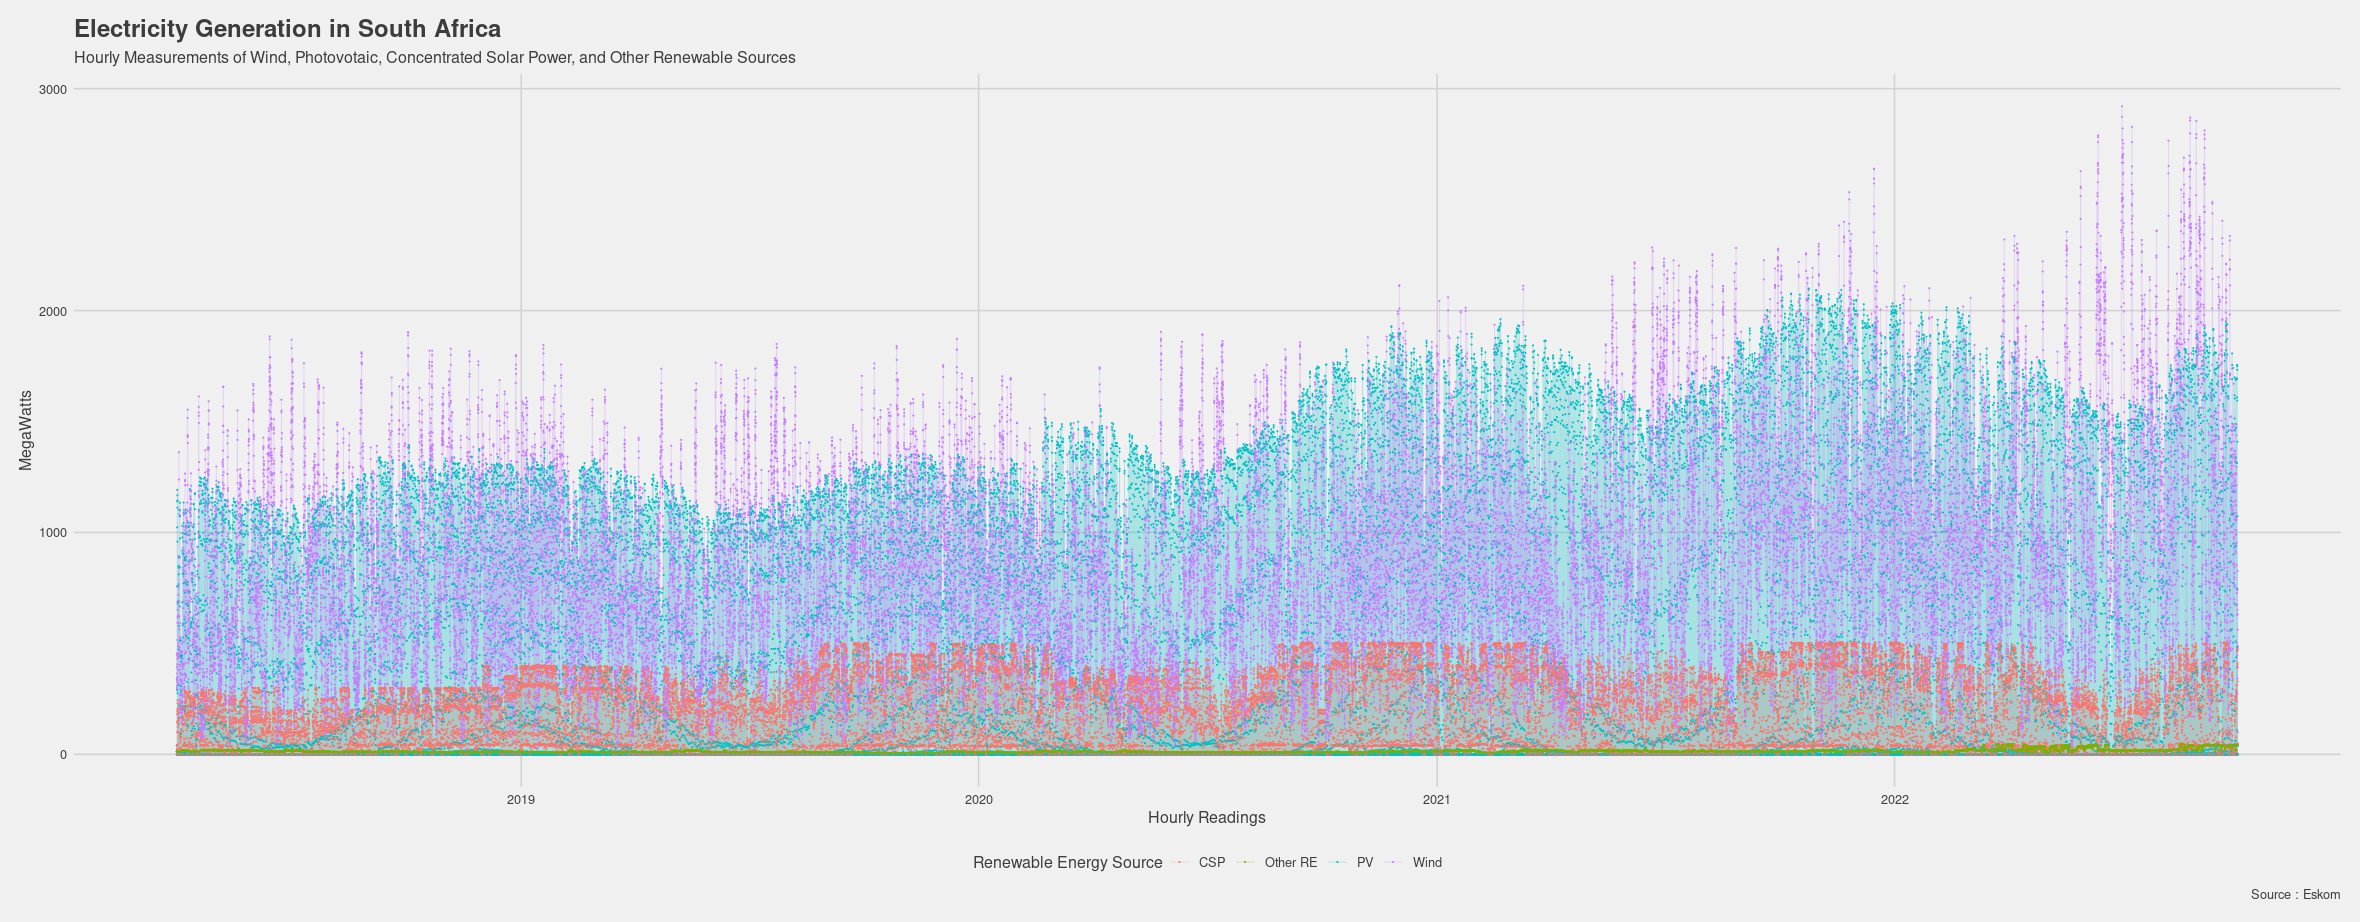 Electricity Generation in South Africa
Hourly Measurements of Wind, Photovotaic, Concentrated Solar Power, and Other Renewable Sources
3000
2000
1000
0
MegaWatts
2019 2020 2021 2022
Hourly Readings
Renewable Energy Source CSP Other RE PV Wind
Source : Eskom